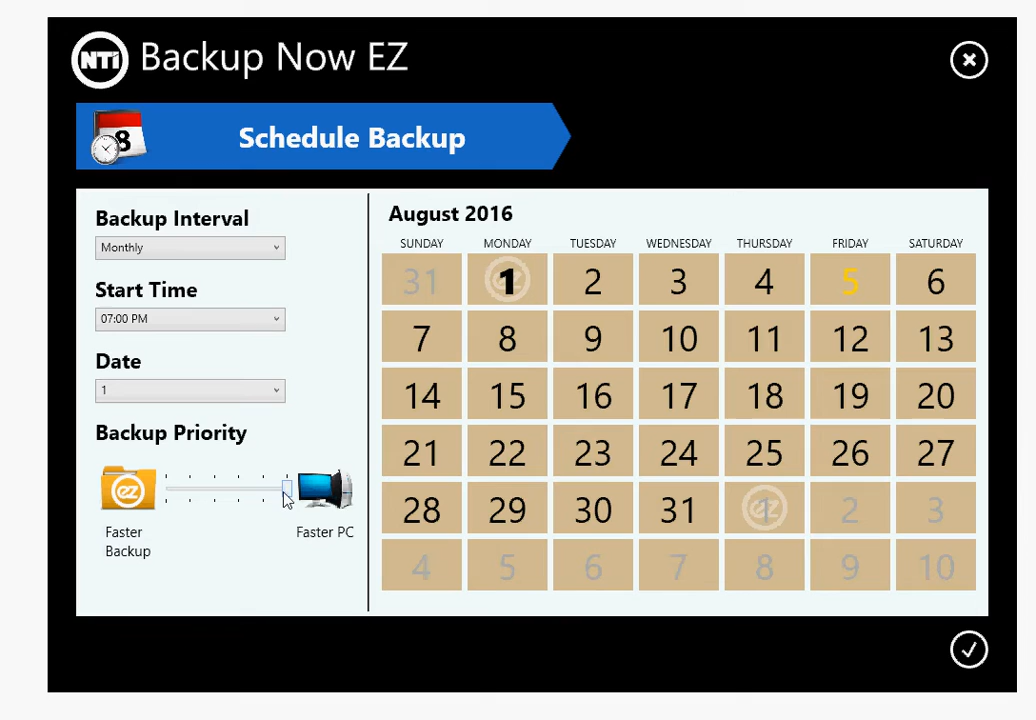 NTi Backup Now EZ
8 Schedule Backup
Backup Interval
Monthly
Start Time
07:00 PM
Date
1
Backup Priority
ez
Faster Backup
Faster PC
August 2016
SUNDAY MONDAY TUESDAY WEDNESDAY THURSDAY FRIDAY SATURDAY
31 1 2 3 4 5 6
7 8 9 10 11 12 13
14 15 16 17 18 19 20
21 22 23 24 25 26 27
28 29 30 31 1 2 3
4 5 6 7 8 9 10